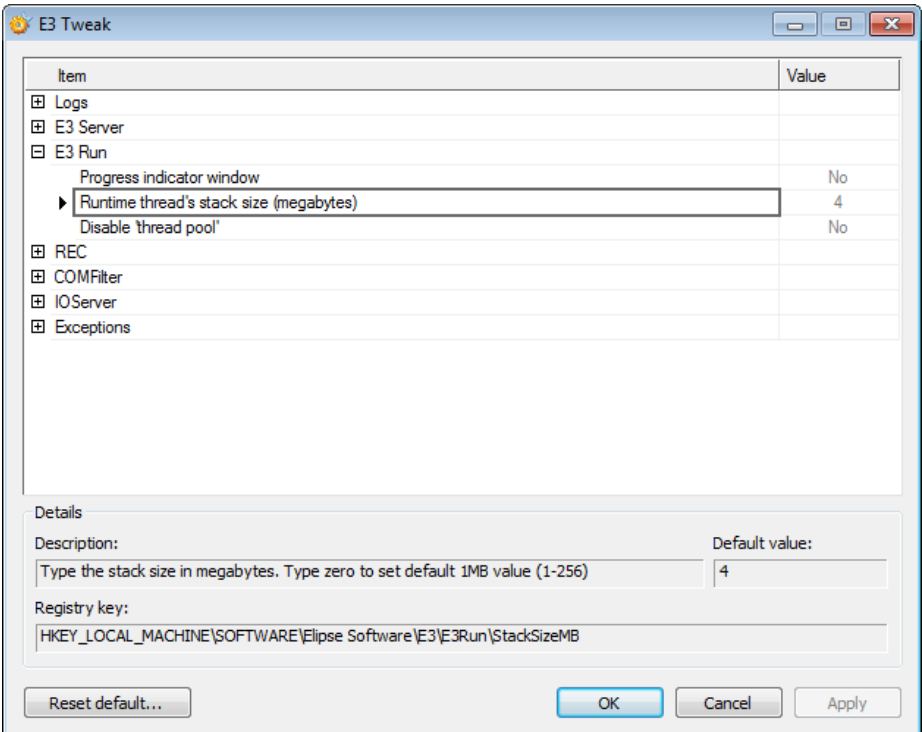 E3 Tweak
Item Value
Logs
E3 Server
E3 Run
Progress indicator window No
Runtime thread's stack size (megabytes) 4
Disable 'thread pool' No
REC
COMFilter
IOServer
Exceptions
Details
Description: Default value:
Type the stack size in megabytes. Type zero to set default 1MB value (1-256) 4
Registry key:
HKEY_LOCAL_MACHINE\SOFTWARE\Elipse Software\E3\E3Run\StackSizeMB
Reset default... OK Cancel Apply